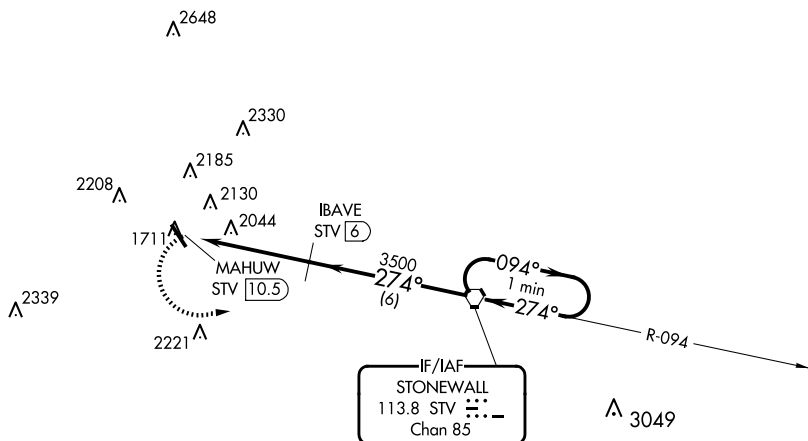 2648
2330
2185
2208
2130
2044
1711
IBAVE
STV 6
MAHUW
STV 10.5
3500
274°
(6)
094°
1 min
274°
R-094
2339
2221
IF/IAF
STONEWALL
113.8 STV
Chan 85
3049